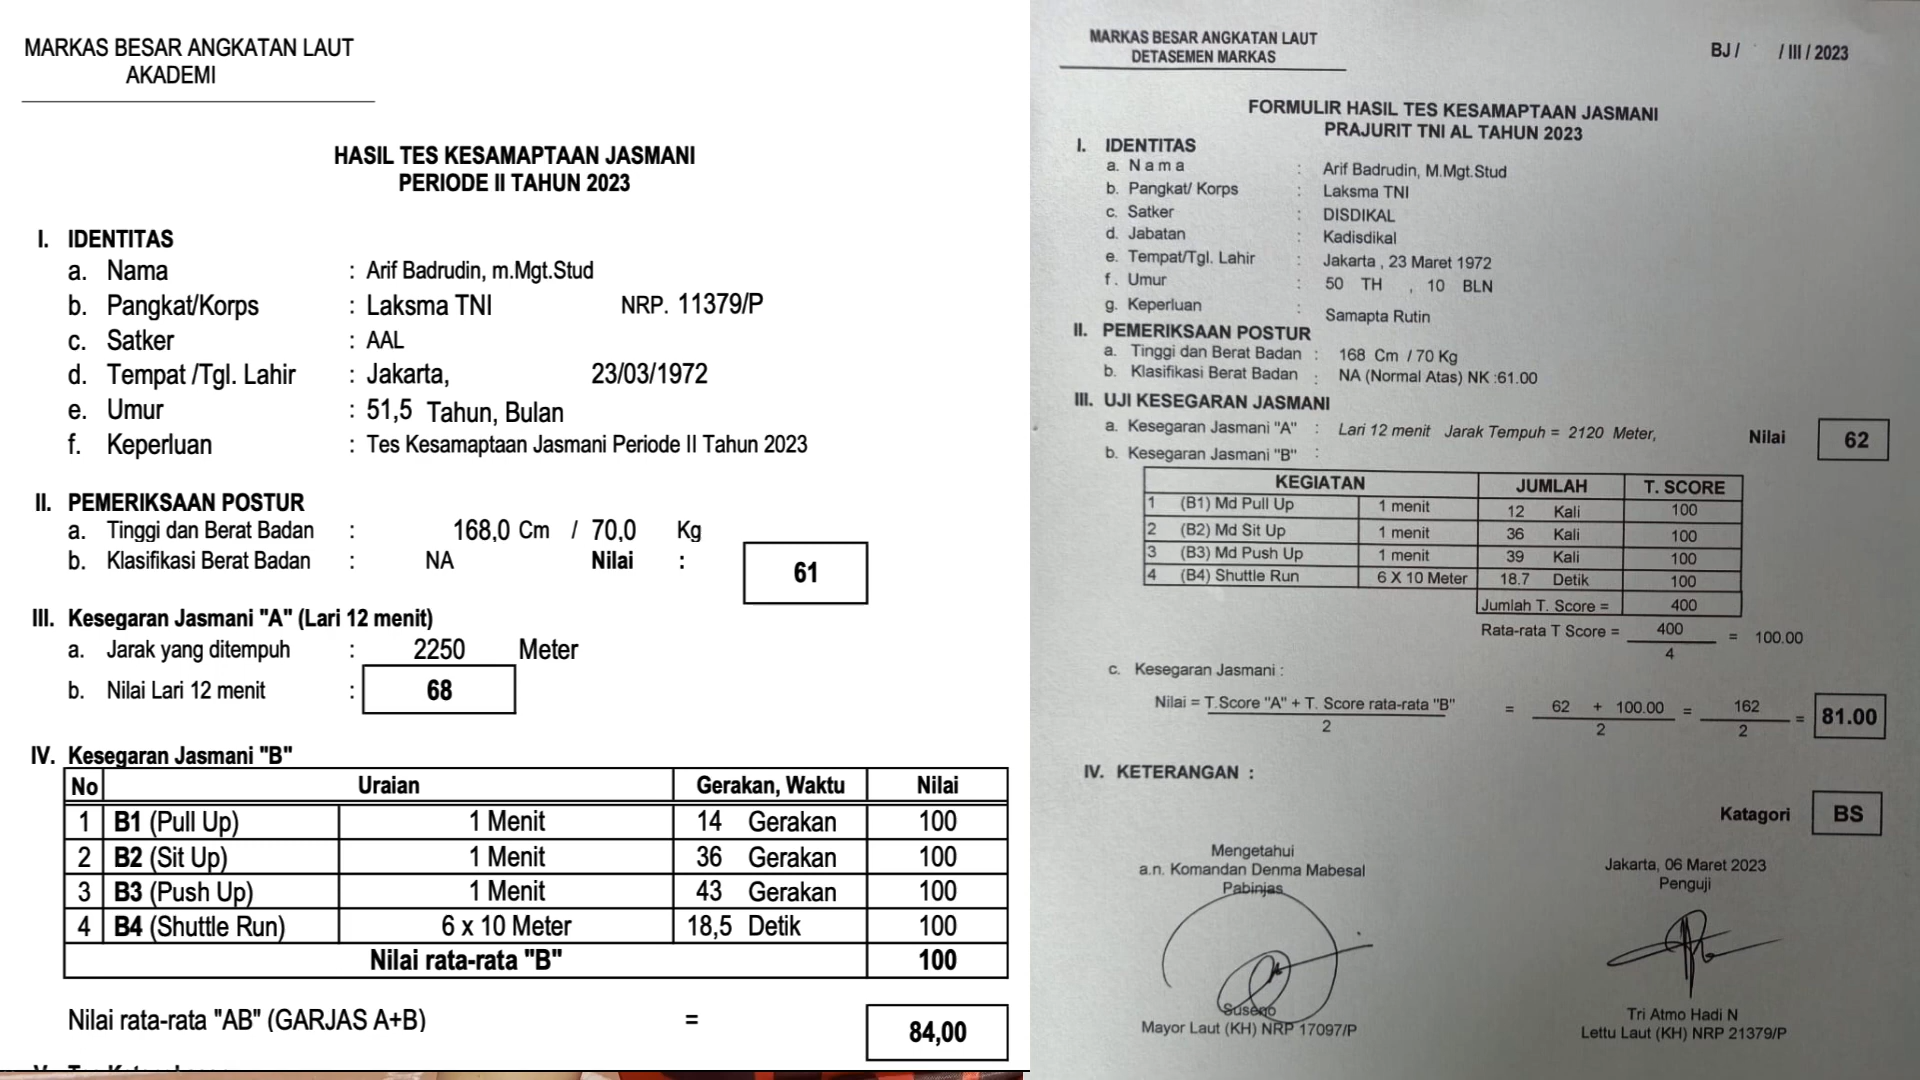 MARKAS BESAR ANGKATAN LAUT
AKADEMI
HASIL TES KESAMAPTAAN JASMANI
PERIODE II TAHUN 2023
I. IDENTITAS
a. Nama : Arif Badrudin, m.Mgt.Stud
b. Pangkat/Korps : Laksma TNI NRP. 11379/P
c. Satker : AAL
d. Tempat /Tgl. Lahir : Jakarta, 23/03/1972
e. Umur : 51,5 Tahun, Bulan
f. Keperluan : Tes Kesamaptaan Jasmani Periode II Tahun 2023
II. PEMERIKSAAN POSTUR
a. Tinggi dan Berat Badan : 168,0 Cm / 70,0 Kg
b. Klasifikasi Berat Badan : NA Nilai : 61
III. Kesegaran Jasmani "A" (Lari 12 menit)
a. Jarak yang ditempuh : 2250 Meter
b. Nilai Lari 12 menit : 68
IV. Kesegaran Jasmani "B"
No Uraian Gerakan, Waktu Nilai
1 B1 (Pull Up) 1 Menit 14 Gerakan 100
2 B2 (Sit Up) 1 Menit 36 Gerakan 100
3 B3 (Push Up) 1 Menit 43 Gerakan 100
4 B4 (Shuttle Run) 6 x 10 Meter 18,5 Detik 100
Nilai rata-rata "B" 100
Nilai rata-rata "AB" (GARJAS A+B) = 84,00
MARKAS BESAR ANGKATAN LAUT
DETASEMEN MARKAS
BJ / / III / 2023
FORMULIR HASIL TES KESAMAPTAAN JASMANI
PRAJURIT TNI AL TAHUN 2023
I. IDENTITAS
a. N a m a : Arif Badrudin, M.Mgt.Stud
b. Pangkat/ Korps : Laksma TNI
c. Satker : DISDIKAL
d. Jabatan : Kadisdikal
e. Tempat/Tgl. Lahir : Jakarta , 23 Maret 1972
f. Umur : 50 TH , 10 BLN
g. Keperluan : Samapta Rutin
II. PEMERIKSAAN POSTUR
a. Tinggi dan Berat Badan : 168 Cm / 70 Kg
b. Klasifikasi Berat Badan : NA (Normal Atas) NK :61.00
III. UJI KESEGARAN JASMANI
a. Kesegaran Jasmani "A" : Lari 12 menit Jarak Tempuh = 2120 Meter, Nilai 62
b. Kesegaran Jasmani "B" :
KEGIATAN JUMLAH T. SCORE
1 (B1) Md Pull Up 1 menit 12 Kali 100
2 (B2) Md Sit Up 1 menit 36 Kali 100
3 (B3) Md Push Up 1 menit 39 Kali 100
4 (B4) Shuttle Run 6 X 10 Meter 18.7 Detik 100
Jumlah T. Score = 400
Rata-rata T Score = 400 = 100.00
4
c. Kesegaran Jasmani :
Nilai = T.Score "A" + T. Score rata-rata "B" = 62 + 100.00 = 162 = 81.00
2 2 2
IV. KETERANGAN :
Katagori BS
Mengetahui
a.n. Komandan Denma Mabesal
Pabinjas
Suseno
Mayor Laut (KH) NRP 17097/P
Jakarta, 06 Maret 2023
Penguji
Tri Atmo Hadi N
Lettu Laut (KH) NRP 21379/P